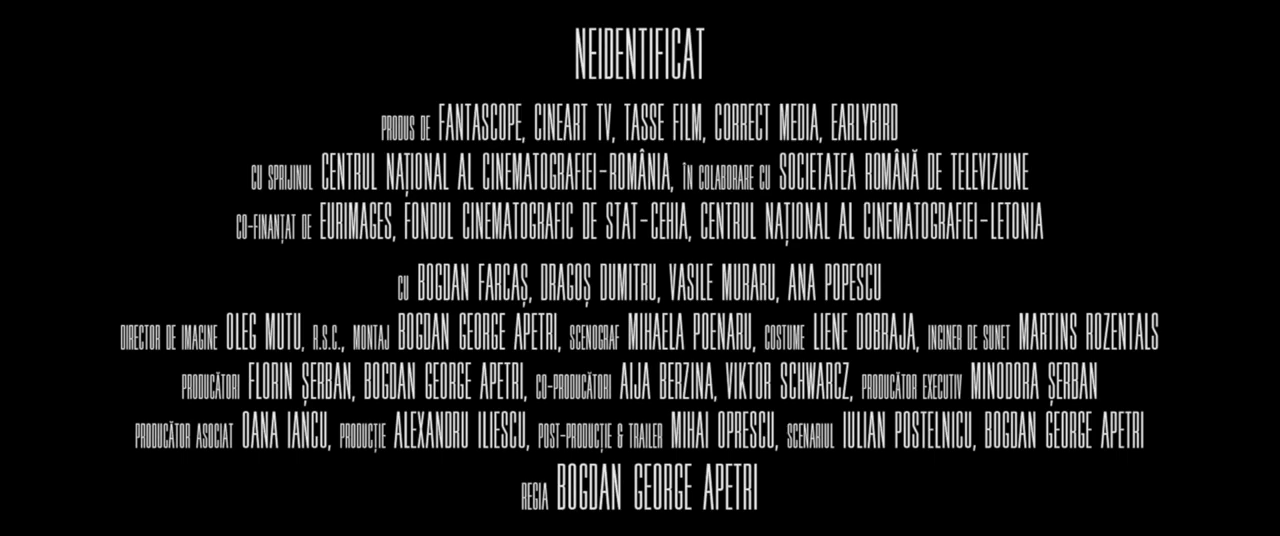 NEIDENTIFICAT
PRODUS DE FANTASCOPE, CINEART TV, TASSE FILM, CORRECT MEDIA, EARLYBIRD
CU SPRIJINUL CENTRUL NAȚIONAL AL CINEMATOGRAFIEI-ROMÂNIA, ÎN COLABORARE CU SOCIETATEA ROMÂNĂ DE TELEVIZIUNE
CO-FINANȚAT DE EURIMAGES, FONDUL CINEMATOGRAFIC DE STAT-CEHIA, CENTRUL NAȚIONAL AL CINEMATOGRAFIEI-LETONIA
CU BOGDAN FARCAȘ, DRAGOȘ DUMITRU, VASILE MURARU, ANA POPESCU
DIRECTOR DE IMAGINE OLEG MUTU, R.S.C., MONTAJ BOGDAN GEORGE APETRI, SCENOGRAF MIHAELA POENARU, COSTUME LIENE DOBRAJA, INGINER DE SUNET MARTINS ROZENTALS
PRODUCĂTORI FLORIN ȘERBAN, BOGDAN GEORGE APETRI, CO-PRODUCĂTORI AIJA BERZINA, VIKTOR SCHWARCZ, PRODUCĂTOR EXECUTIV MINODORA ȘERBAN
PRODUCĂTOR ASOCIAT OANA IANCU, PRODUCȚIE ALEXANDRU ILIESCU, POST-PRODUCȚIE & TRAILER MIHAI OPRESCU, SCENARIUL IULIAN POSTELNICU, BOGDAN GEORGE APETRI
REGIA BOGDAN GEORGE APETRI